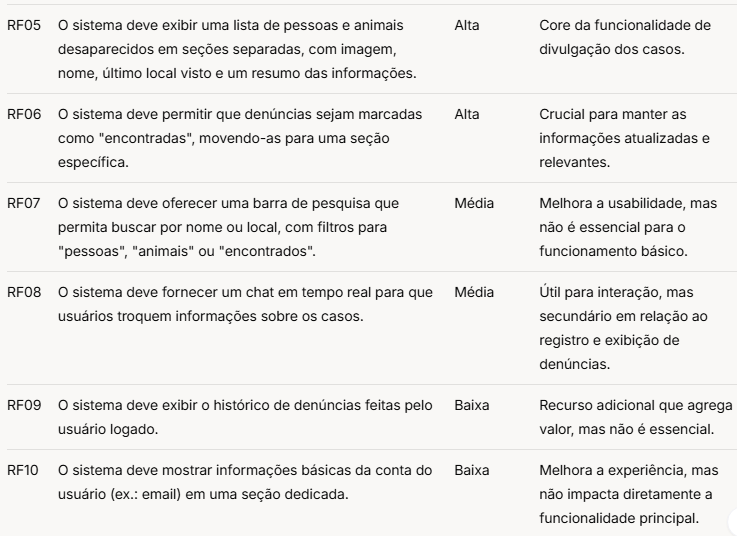 RF05 O sistema deve exibir uma lista de pessoas e animais Alta Core da funcionalidade de
desaparecidos em seções separadas, com imagem, divulgação dos casos.
nome, último local visto e um resumo das informações.
RF06 O sistema deve permitir que denúncias sejam marcadas Alta Crucial para manter as
como "encontradas", movendo-as para uma seção informações atualizadas e
específica. relevantes.
RF07 O sistema deve oferecer uma barra de pesquisa que Média Melhora a usabilidade, mas
permita buscar por nome ou local, com filtros para não é essencial para o
"pessoas", "animais" ou "encontrados". funcionamento básico.
RF08 O sistema deve fornecer um chat em tempo real para que Média Útil para interação, mas
usuários troquem informações sobre os casos. secundário em relação ao
registro e exibição de
denúncias.
RF09 O sistema deve exibir o histórico de denúncias feitas pelo Baixa Recurso adicional que agrega
usuário logado. valor, mas não é essencial.
RF10 O sistema deve mostrar informações básicas da conta do Baixa Melhora a experiência, mas
usuário (ex.: email) em uma seção dedicada. não impacta diretamente a
funcionalidade principal.